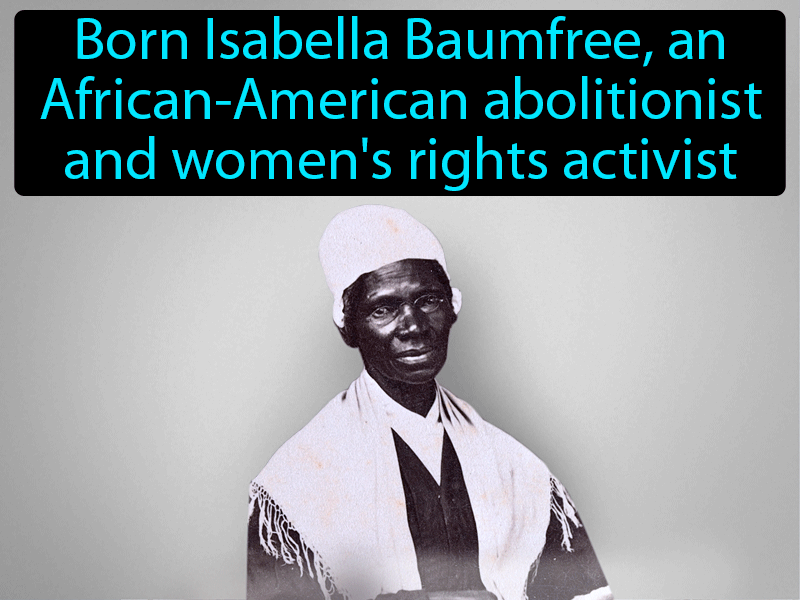 Born Isabella Baumfree, an
African-American abolitionist
and women's rights activist